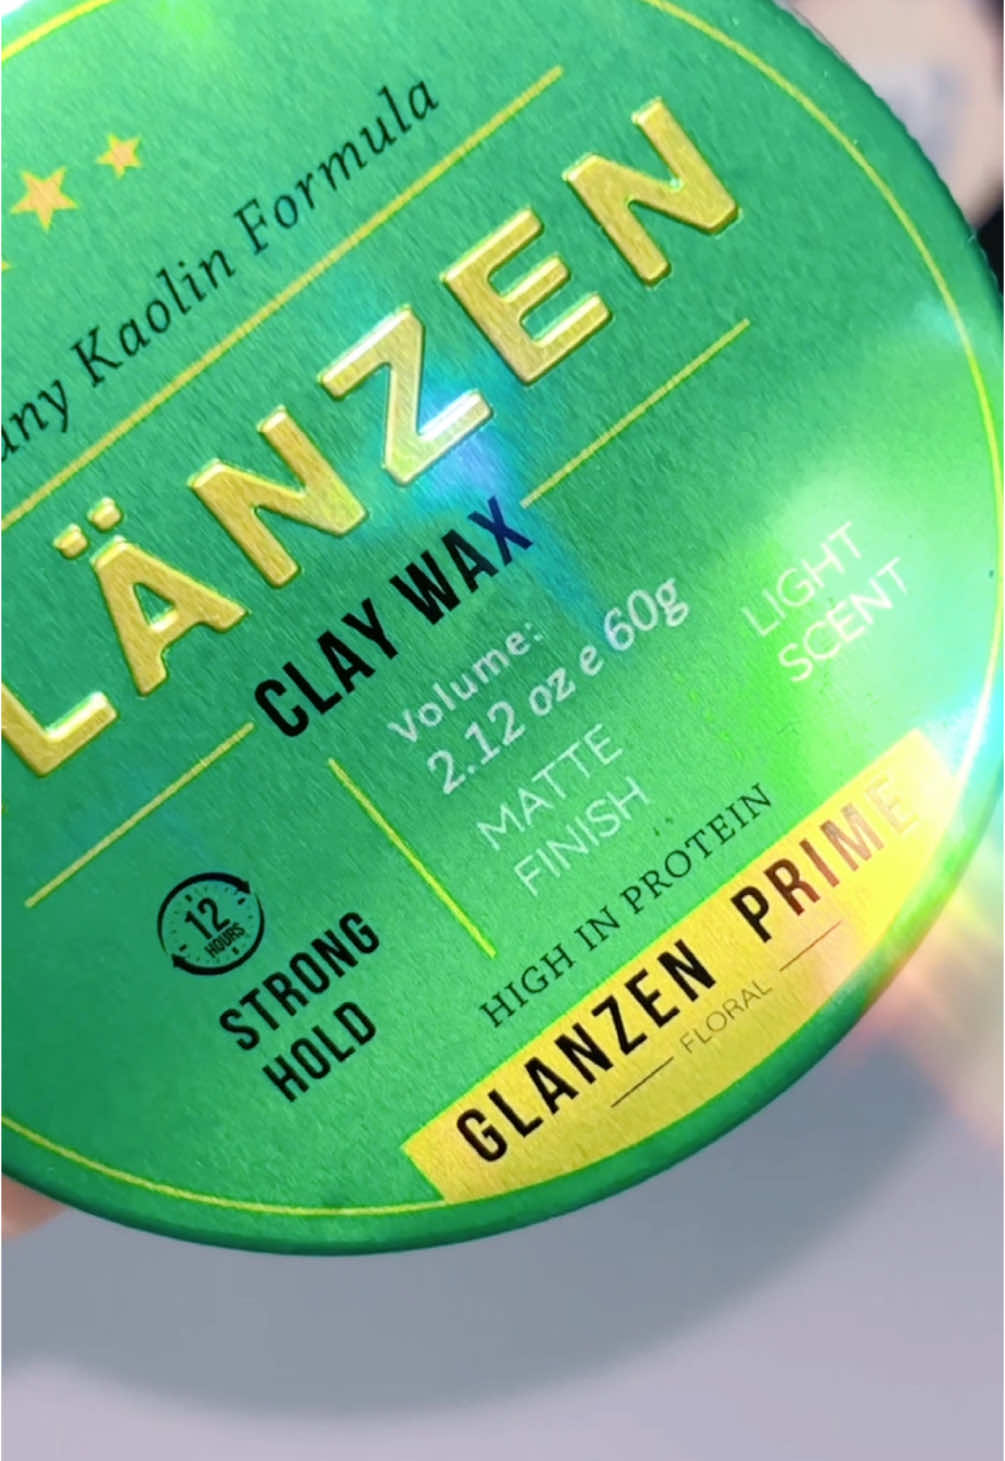 any Kaolin Formula
LÄNZEN
CLAY WAX
Volume:
2.12 oz e 60g
LIGHT
SCENT
MATTE
FINISH
12
HOURS
STRONG
HOLD
HIGH IN PROTEIN
GLANZEN PRIME
FLORAL